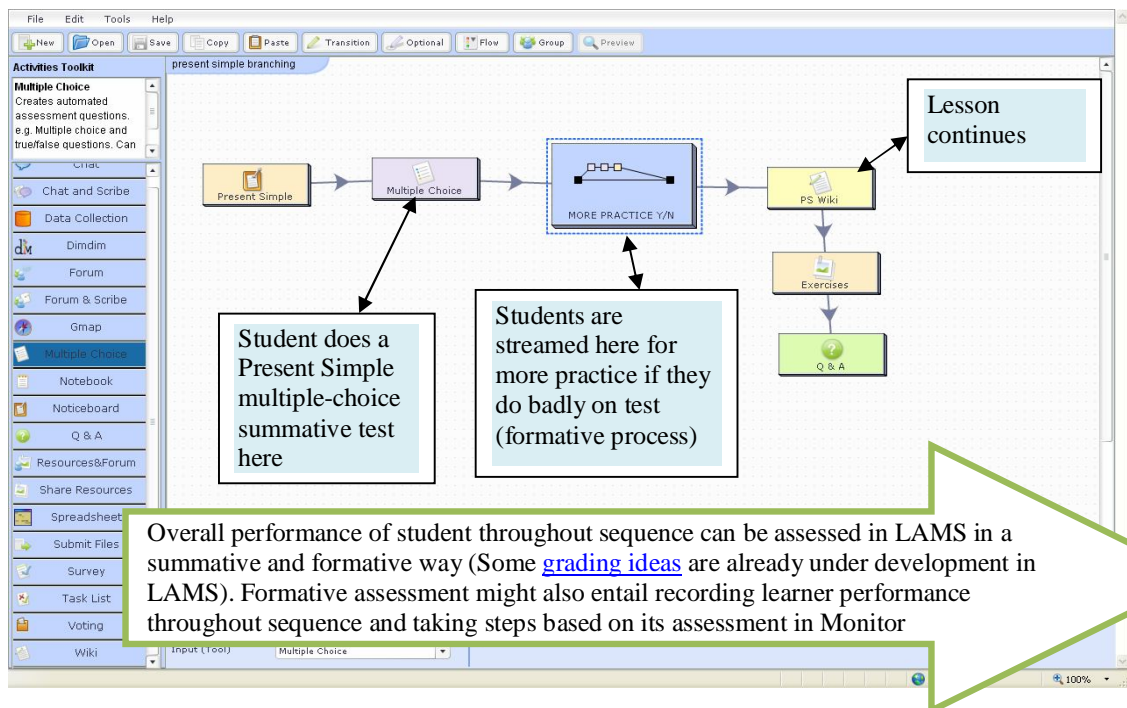 File Edit Tools Help
New Open Save Copy Paste Transition Optional Flow Group Preview
Activities Toolkit
present simple branching
Multiple Choice
Creates automated
assessment questions.
e.g. Multiple choice and
true/false questions. Can
Chat
Chat and Scribe
Data Collection
Dimdim
Forum
Forum & Scribe
Gmap
Multiple Choice
Notebook
Noticeboard
Q & A
Resources&Forum
Share Resources
Spreadsheet
Submit Files
Survey
Task List
Voting
Wiki
Present Simple
Multiple Choice
MORE PRACTICE Y/N
PS Wiki
Exercises
Q & A
Lesson
continues
Student does a
Present Simple
multiple-choice
summative test
here
Students are
streamed here for
more practice if they
do badly on test
(formative process)
Overall performance of student throughout sequence can be assessed in LAMS in a
summative and formative way (Some grading ideas are already under development in
LAMS). Formative assessment might also entail recording learner performance
throughout sequence and taking steps based on its assessment in Monitor
Input (Tool) Multiple Choice
100%